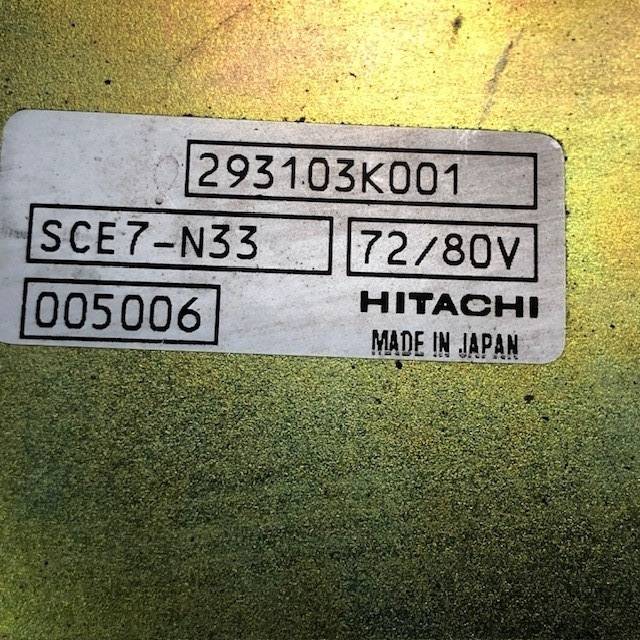 293103K001
SCE7-N33
72/80V
005006
HITACHI
MADE IN JAPAN